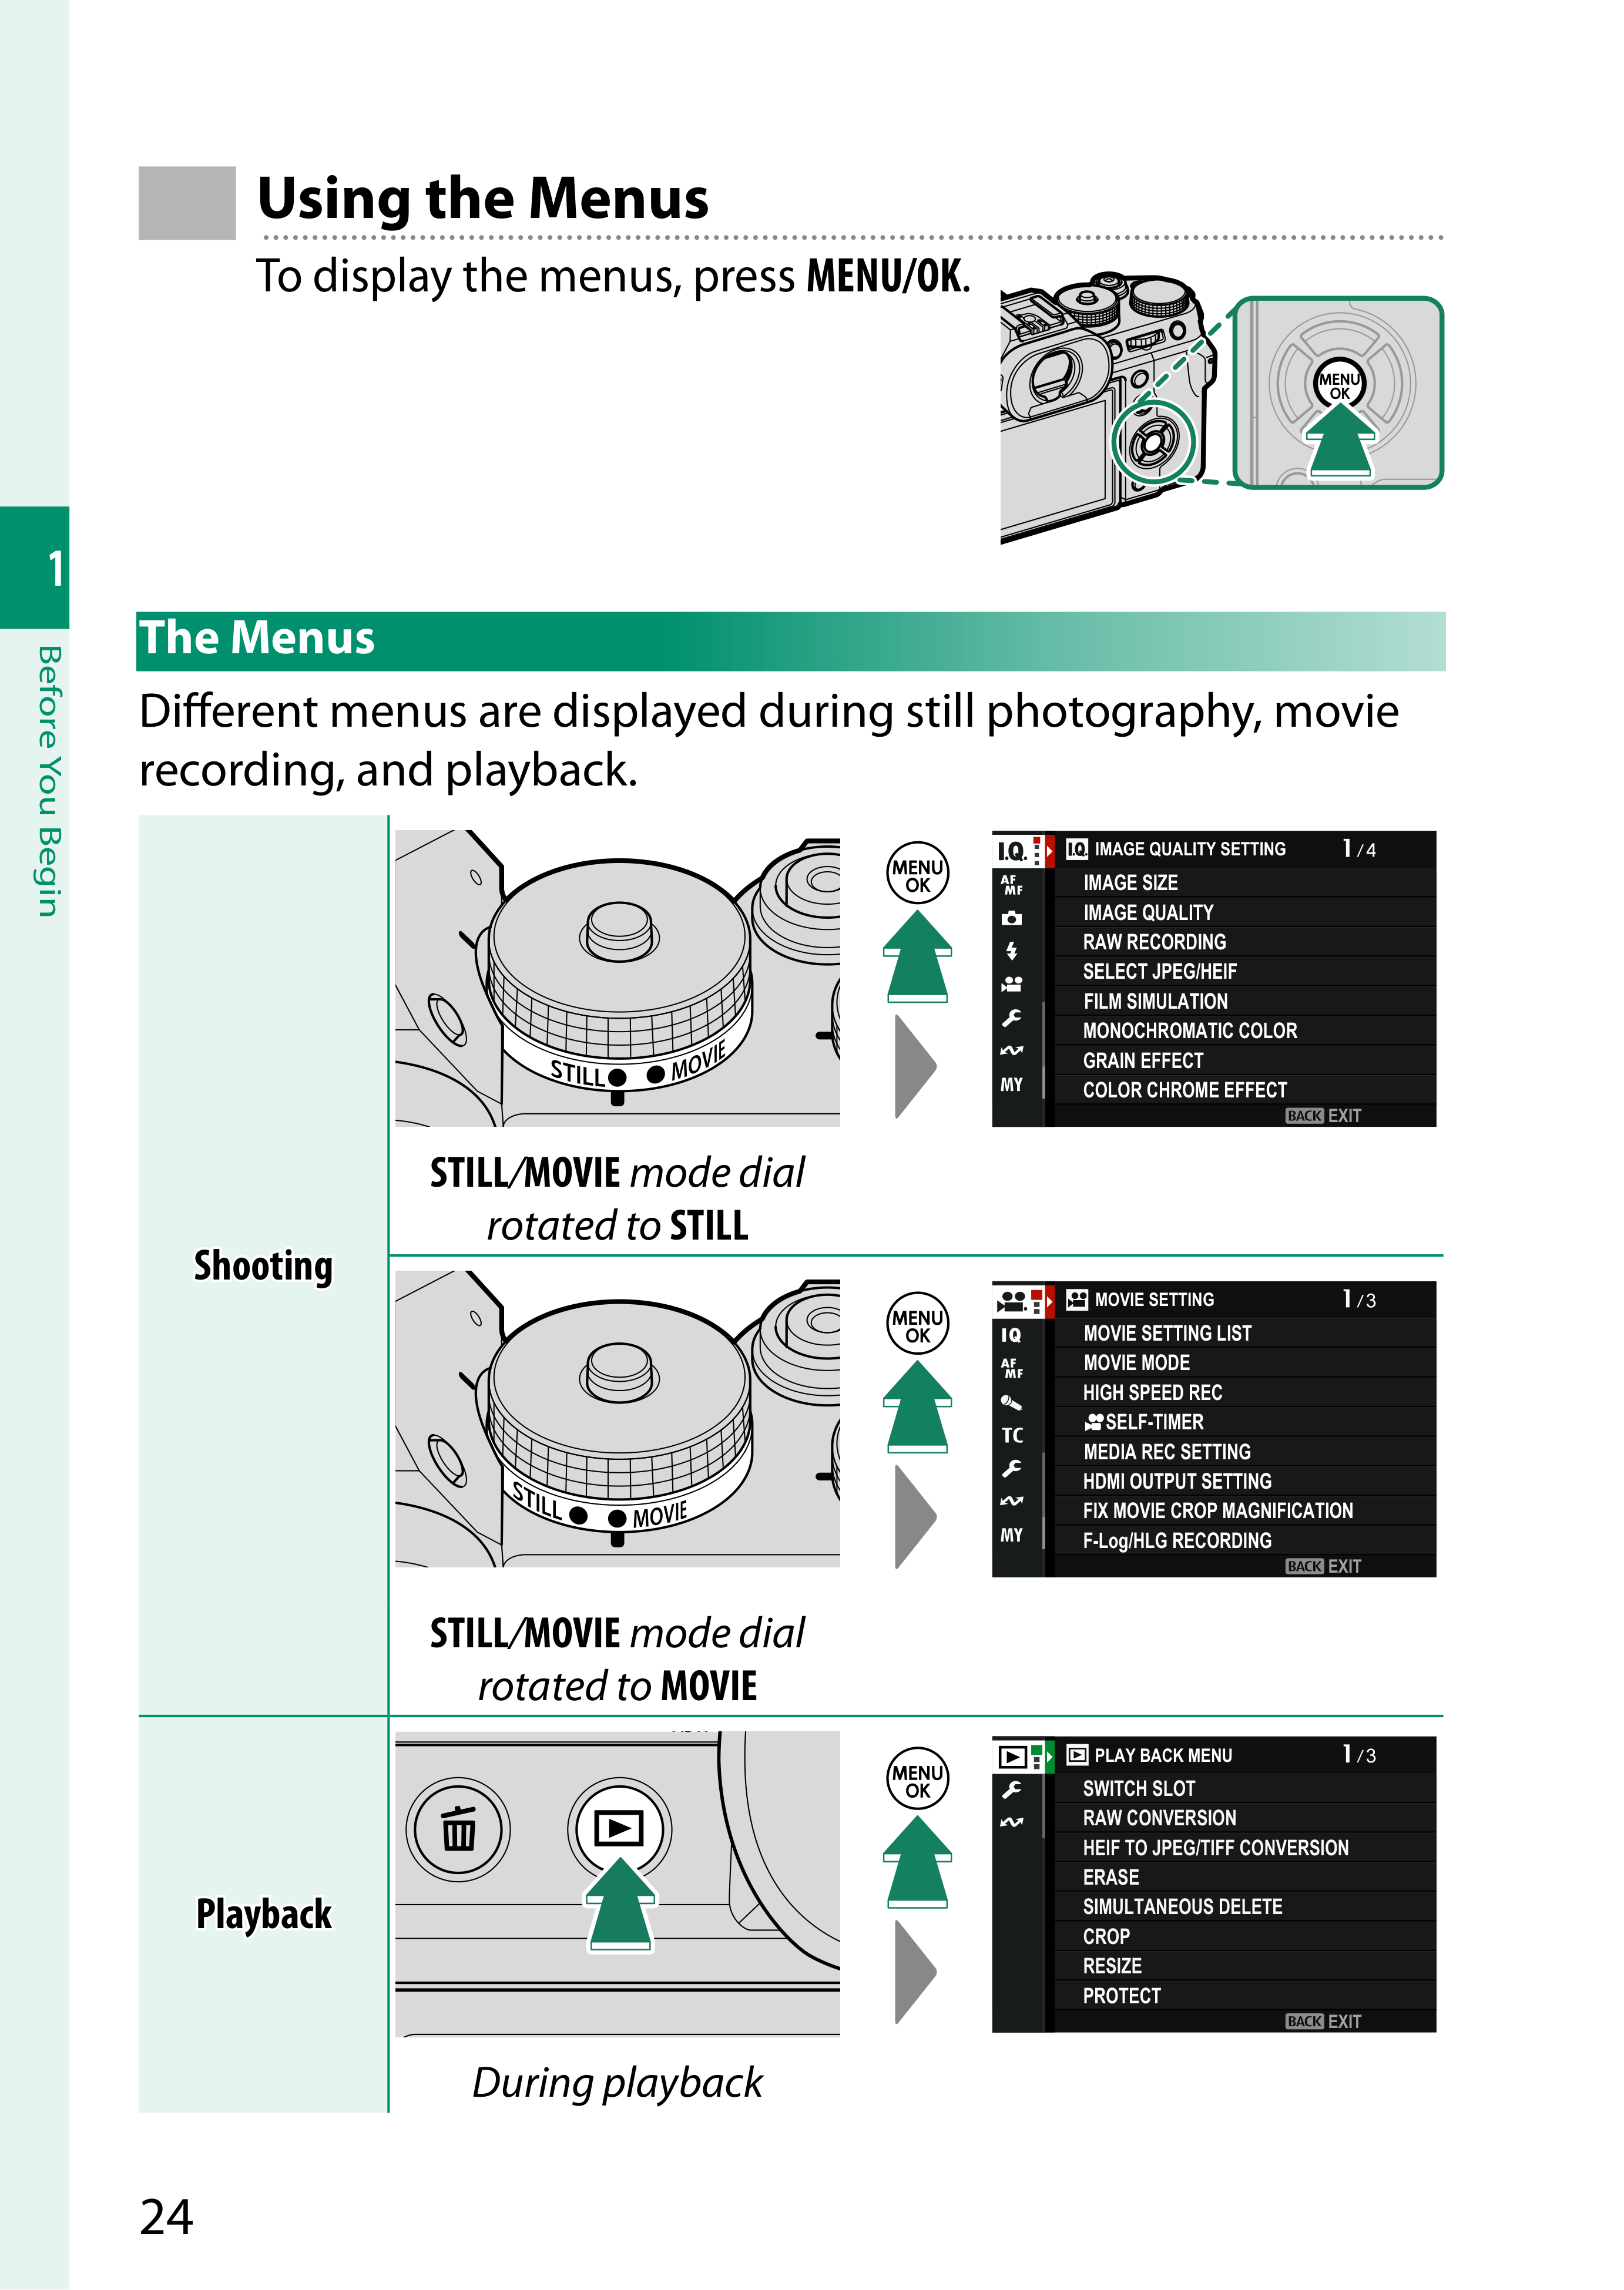 Using the Menus
To display the menus, press MENU/OK.
MENU
OK
1
Before You Begin
The Menus
Different menus are displayed during still photography, movie
recording, and playback.
Shooting
STILL MOVIE
MENU
OK
I.Q. I.Q. IMAGE QUALITY SETTING 1/4
AF
MF
MY
IMAGE SIZE
IMAGE QUALITY
RAW RECORDING
SELECT JPEG/HEIF
FILM SIMULATION
MONOCHROMATIC COLOR
GRAIN EFFECT
COLOR CHROME EFFECT
BACK EXIT
STILL/MOVIE mode dial
rotated to STILL
STILL MOVIE
MENU
OK
MOVIE SETTING 1/3
IQ
AF
MF
TC
MY
MOVIE SETTING LIST
MOVIE MODE
HIGH SPEED REC
SELF-TIMER
MEDIA REC SETTING
HDMI OUTPUT SETTING
FIX MOVIE CROP MAGNIFICATION
F-Log/HLG RECORDING
BACK EXIT
STILL/MOVIE mode dial
rotated to MOVIE
Playback
MENU
OK
PLAY BACK MENU 1/3
SWITCH SLOT
RAW CONVERSION
HEIF TO JPEG/TIFF CONVERSION
ERASE
SIMULTANEOUS DELETE
CROP
RESIZE
PROTECT
BACK EXIT
During playback
24